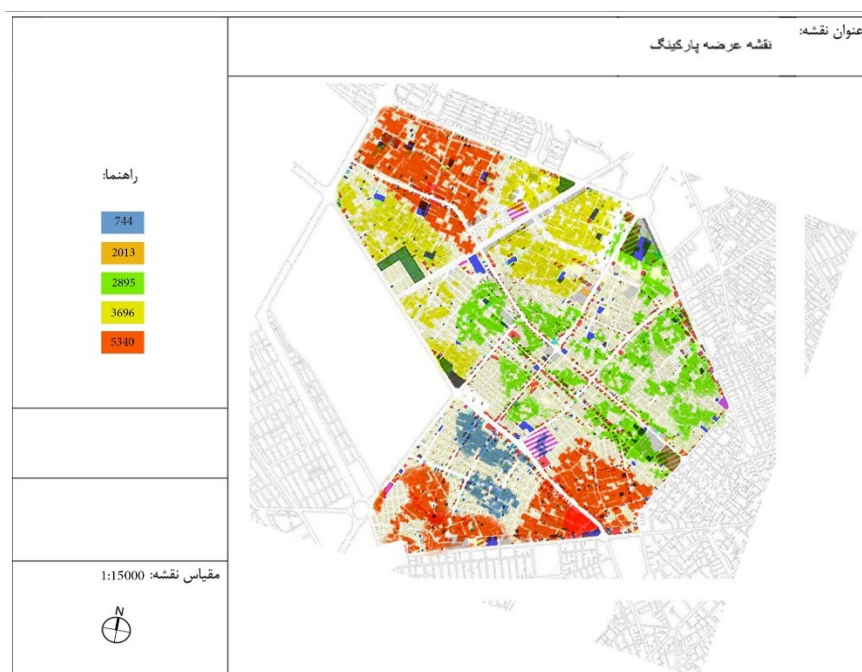 عنوان نقشه:
نقشه عرضه پارکینگ
راهنما:
744
2013
2895
3696
5340
مقیاس نقشه: 1:15000
N